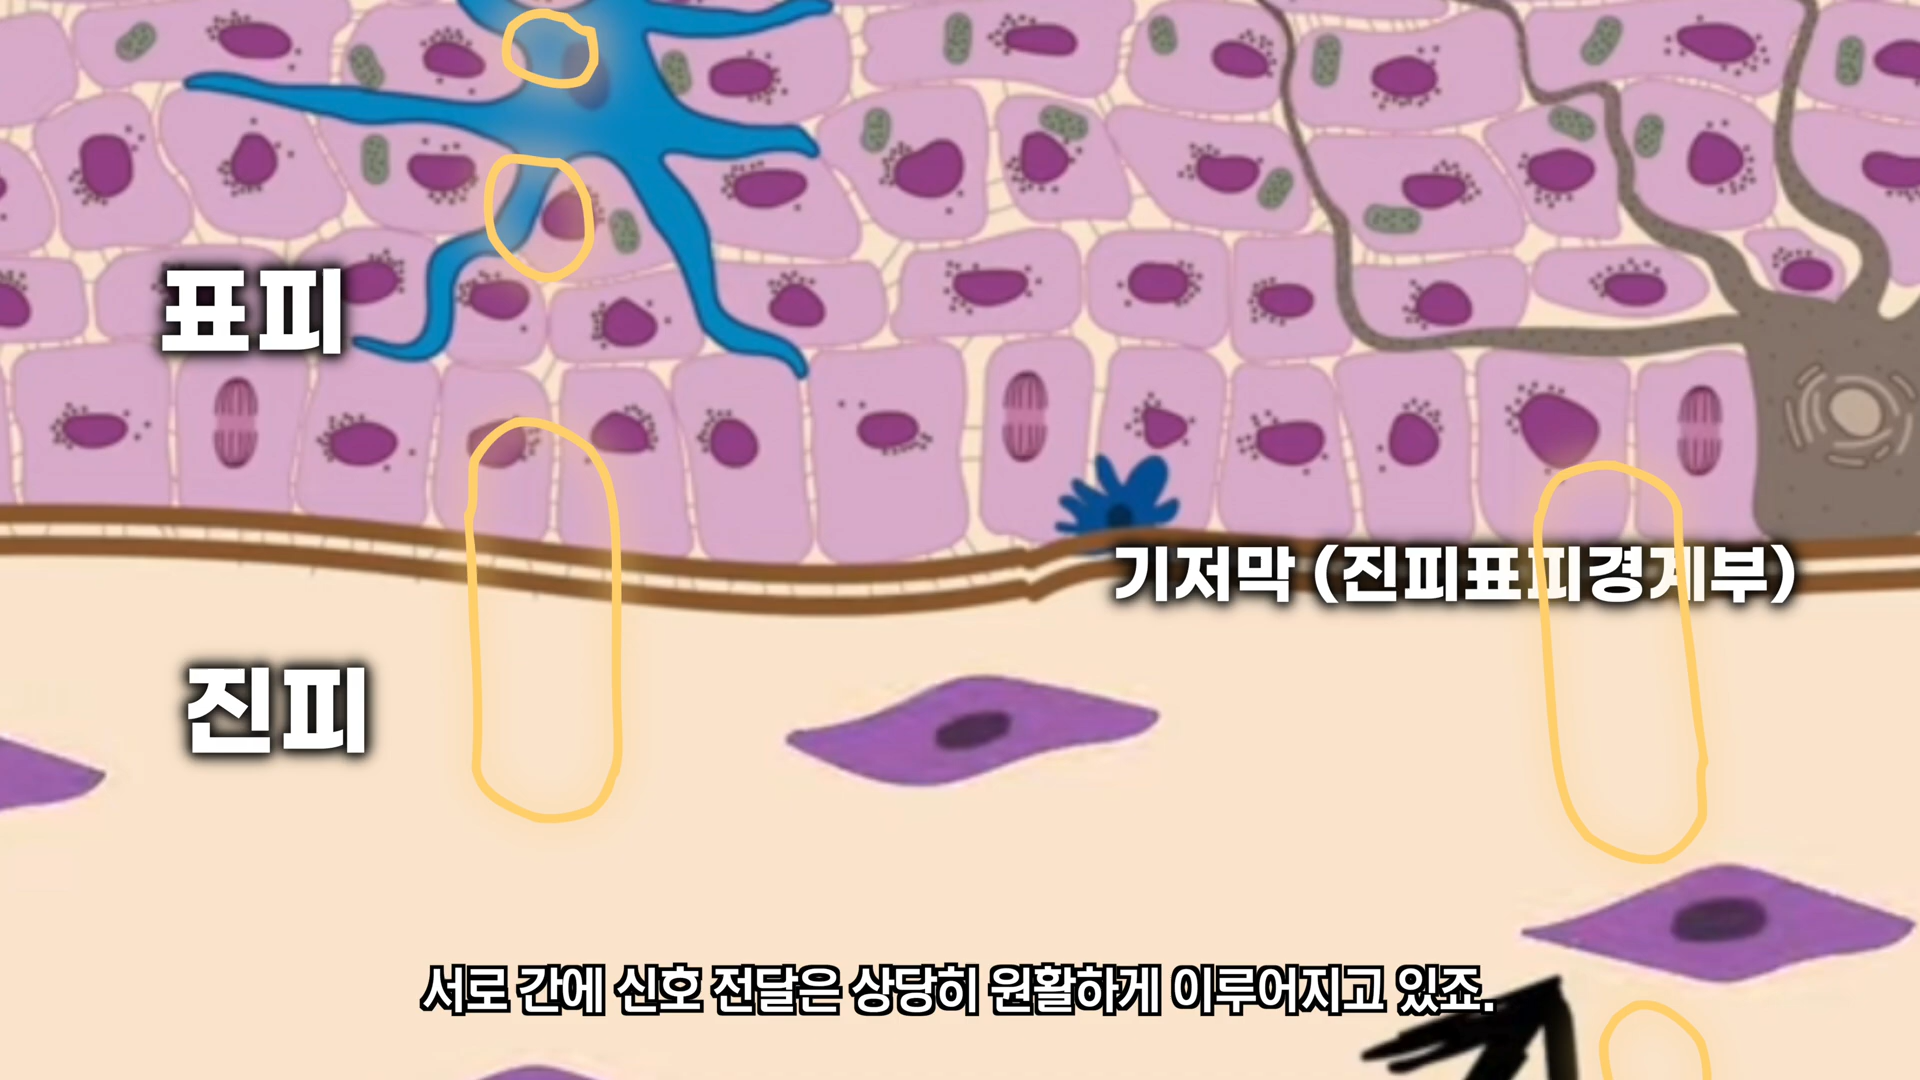 표피
기저막 (진피표피경계부)
진피
서로 간에 신호 전달은 상당히 원활하게 이루어지고 있죠.